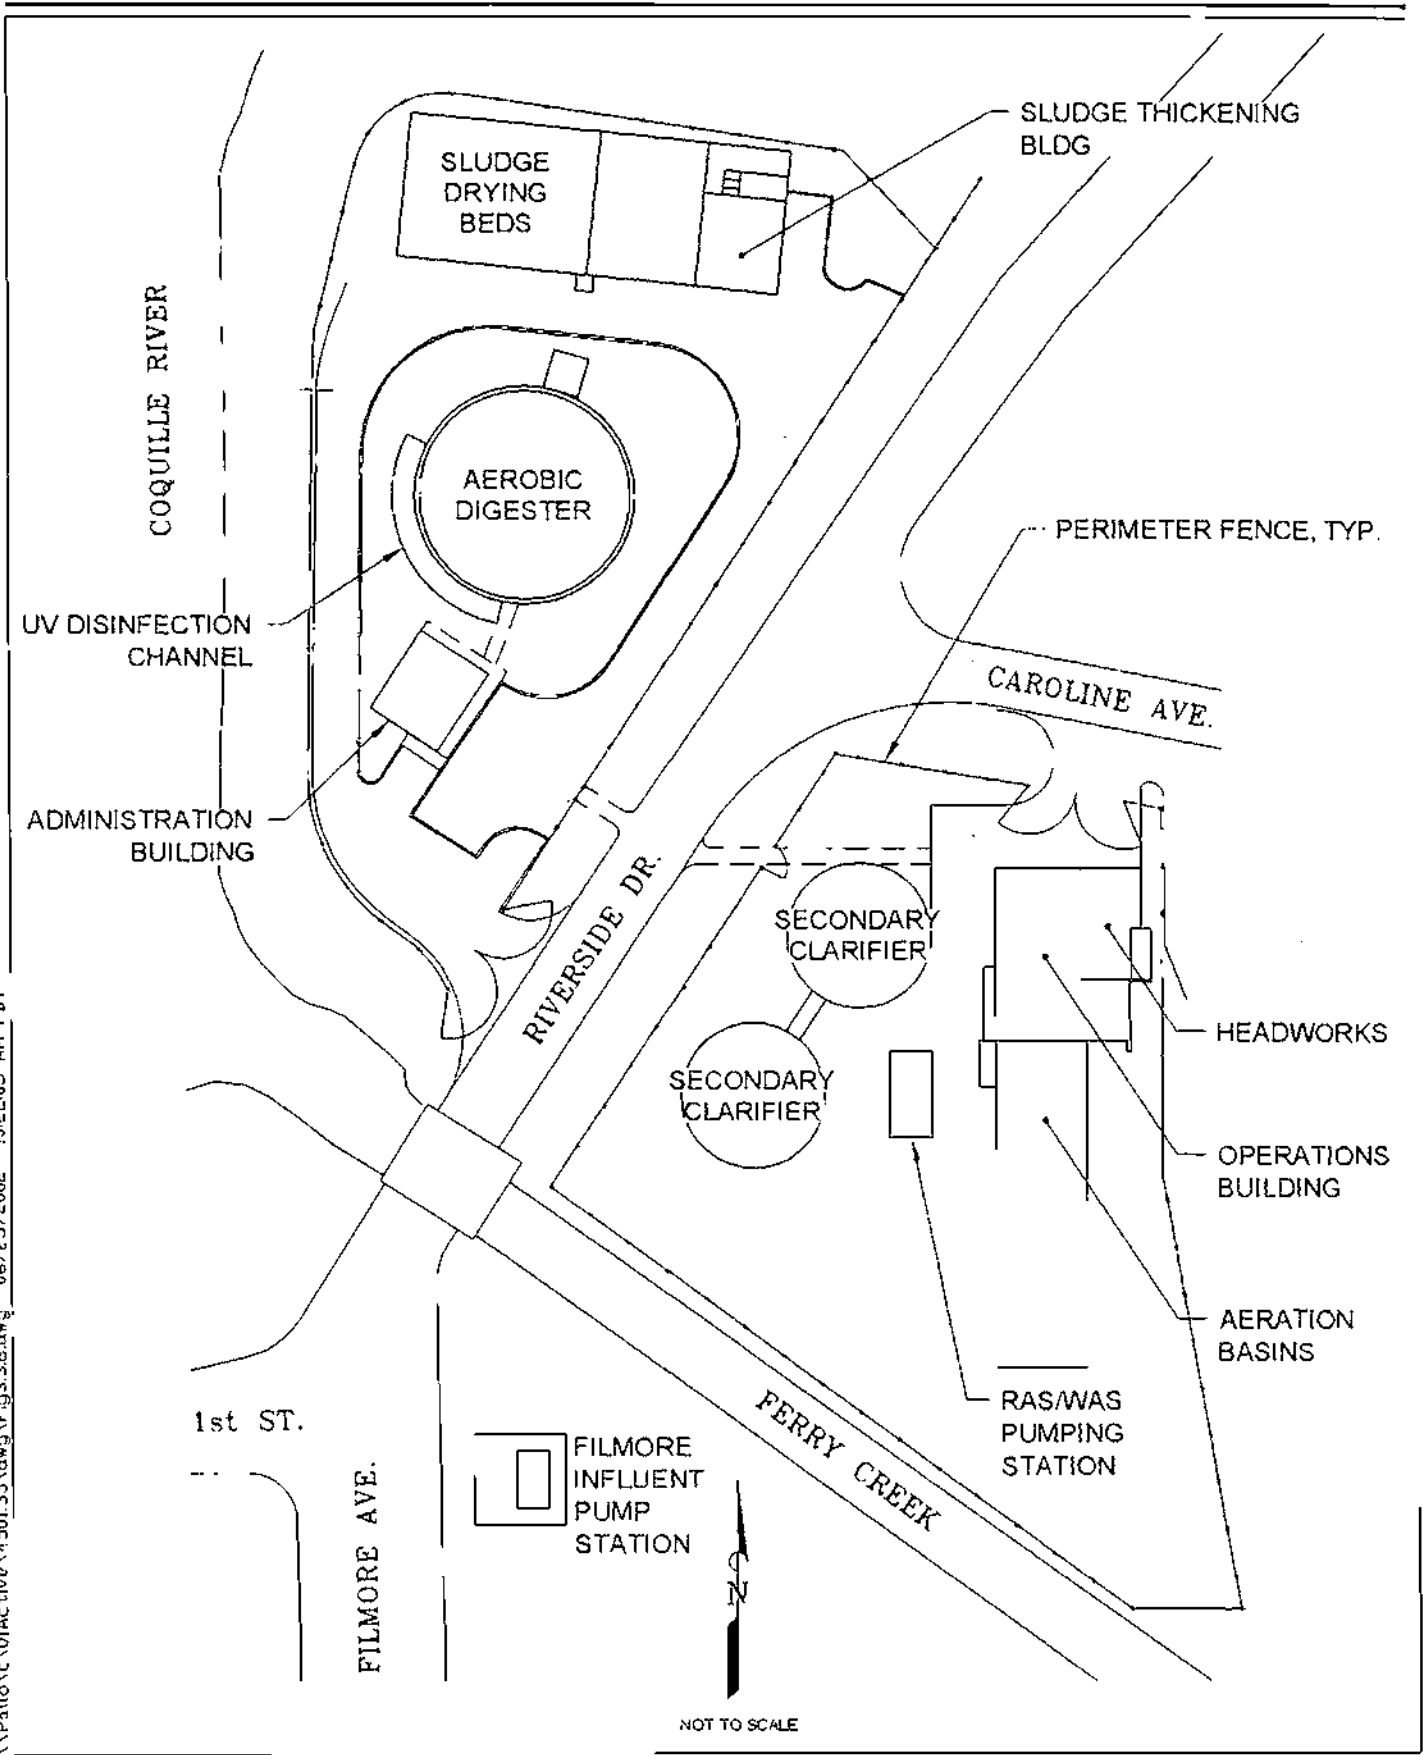 SLUDGE THICKENING
BLDG
SLUDGE
DRYING
BEDS
COQUILLE RIVER
AEROBIC
DIGESTER
PERIMETER FENCE, TYP.
UV DISINFECTION
CHANNEL
CAROLINE AVE.
ADMINISTRATION
BUILDING
RIVERSIDE DR.
SECONDARY
CLARIFIER
SECONDARY
CLARIFIER
HEADWORKS
OPERATIONS
BUILDING
AERATION
BASINS
RAS/WAS
PUMPING
STATION
FERRY CREEK
1st ST.
FILMORE AVE.
FILMORE
INFLUENT
PUMP
STATION
N
NOT TO SCALE